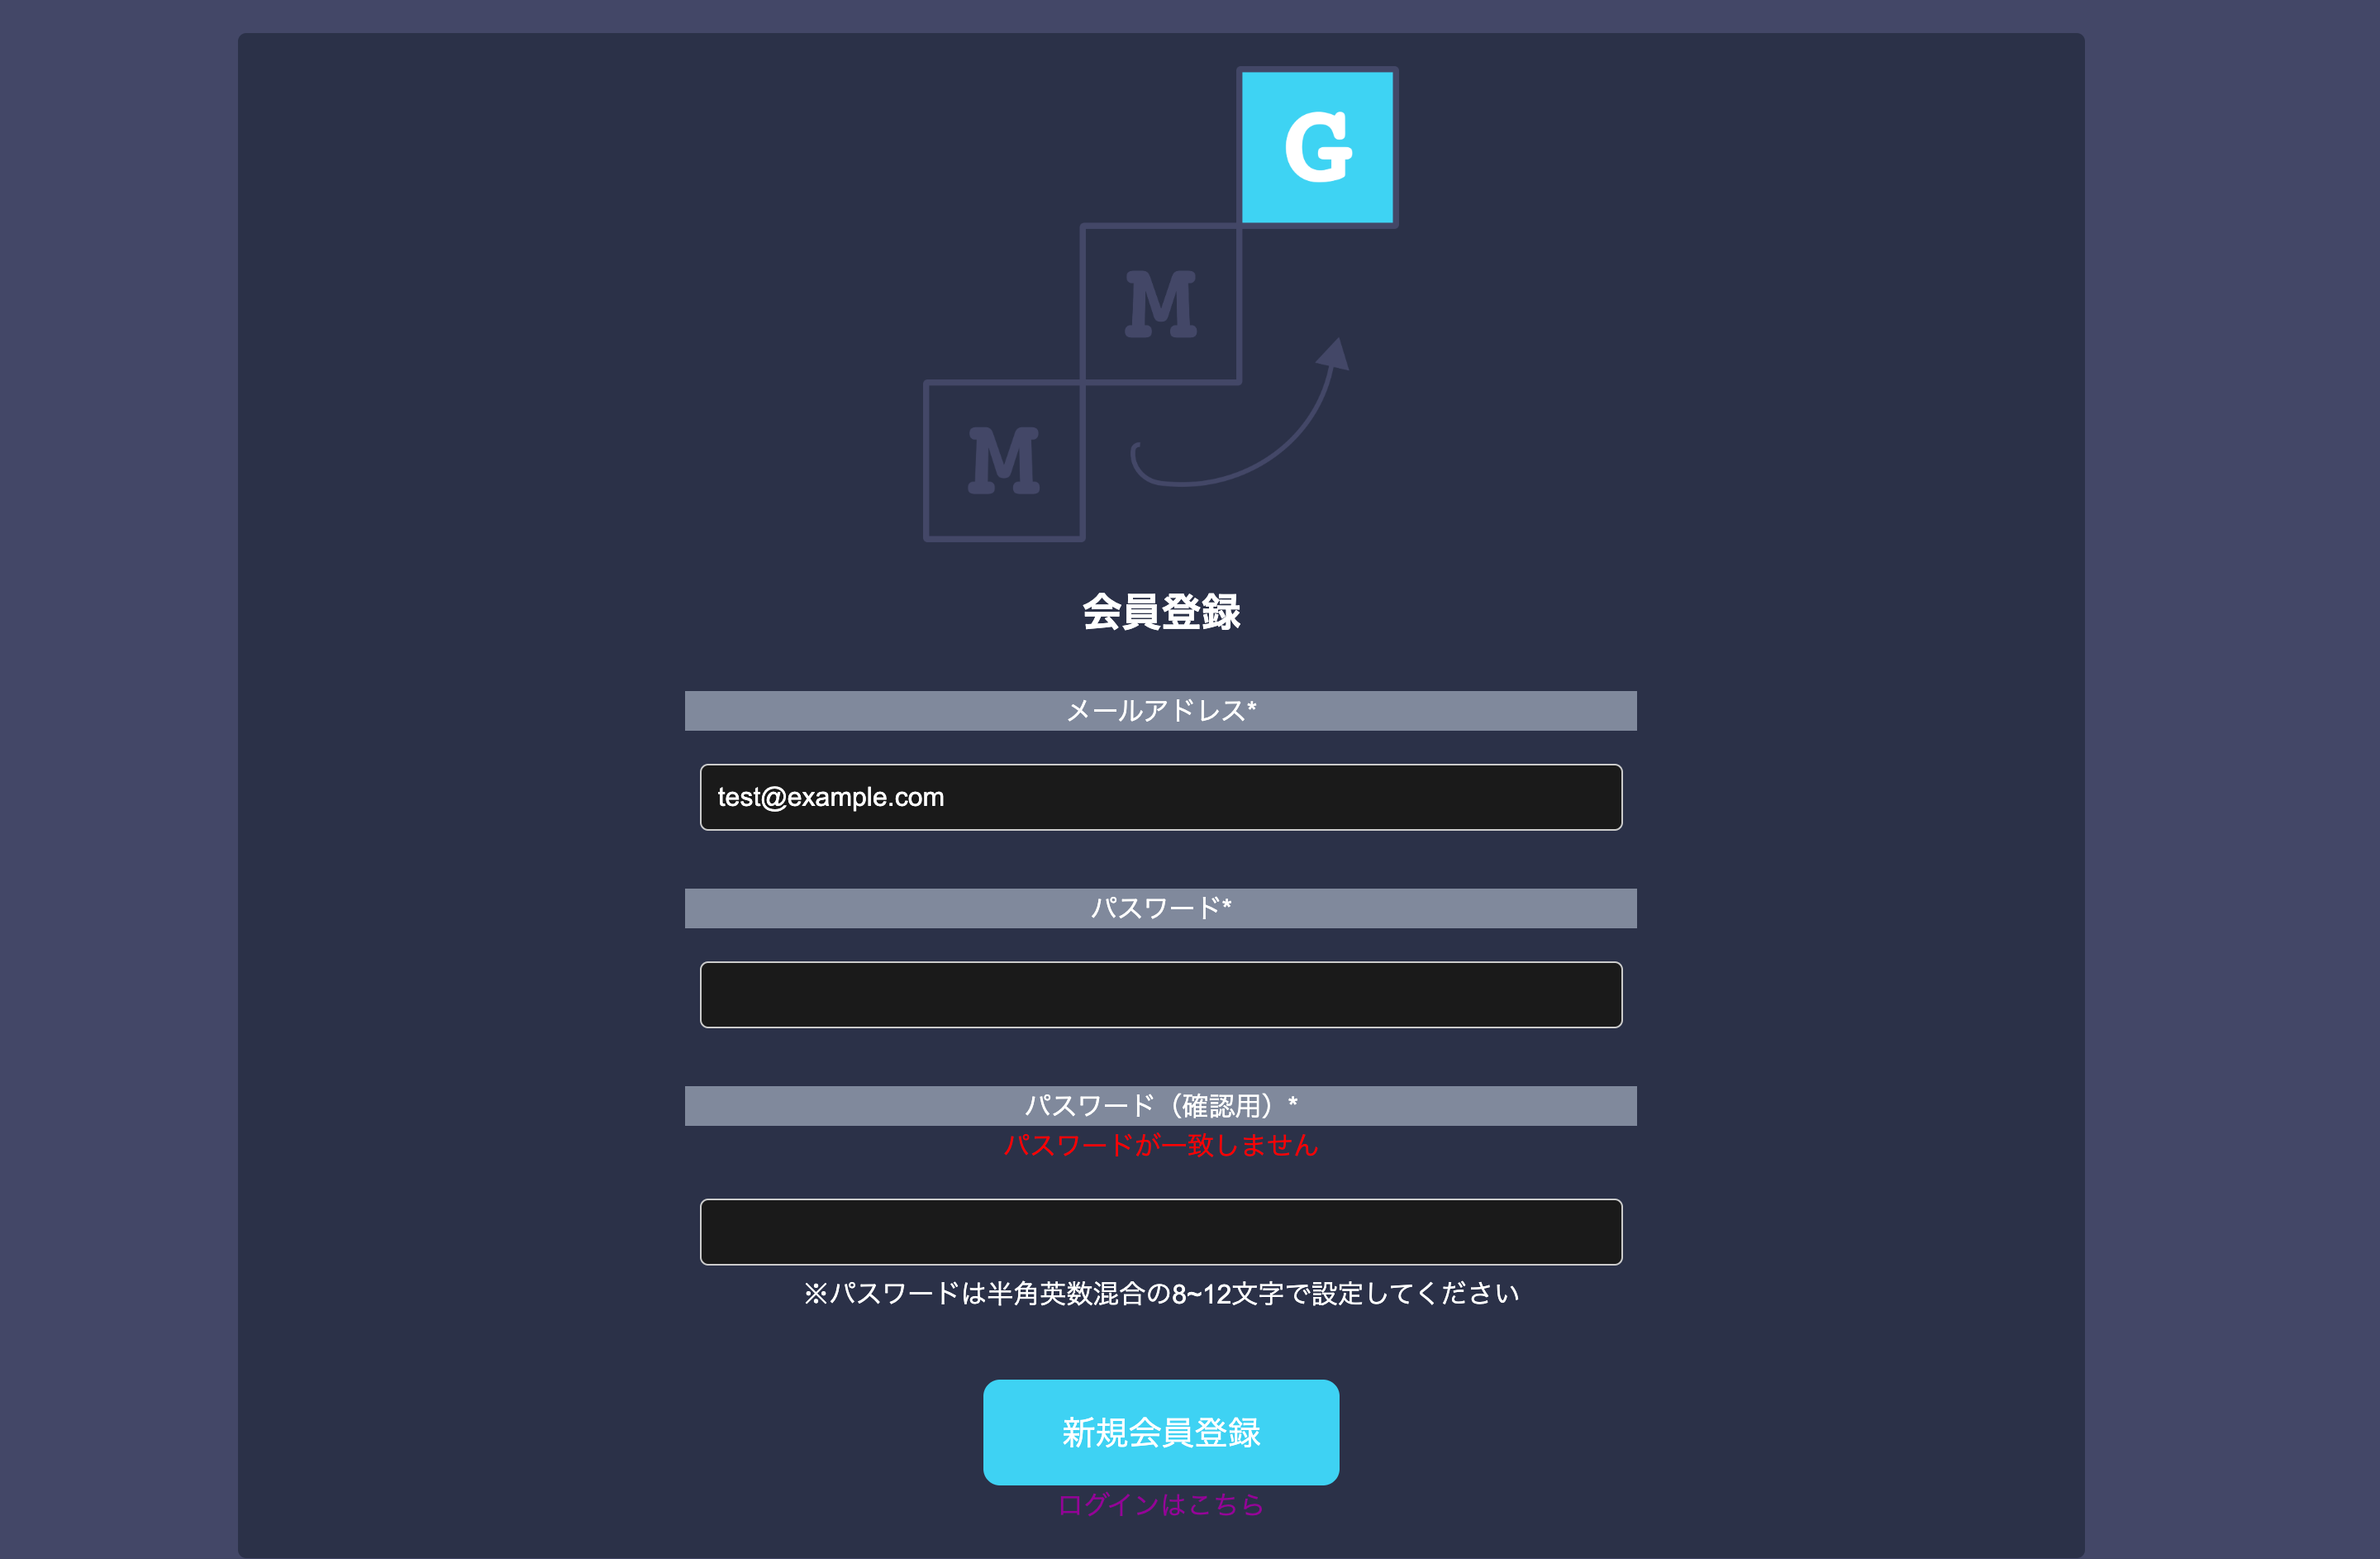 G
M
M
会員登録
メールアドレス*
test@example.com
パスワード*
パスワード（確認用）*
パスワードが一致しません
※パスワードは半角英数混合の8~12文字で設定してください
新規会員登録
ログインはこちら